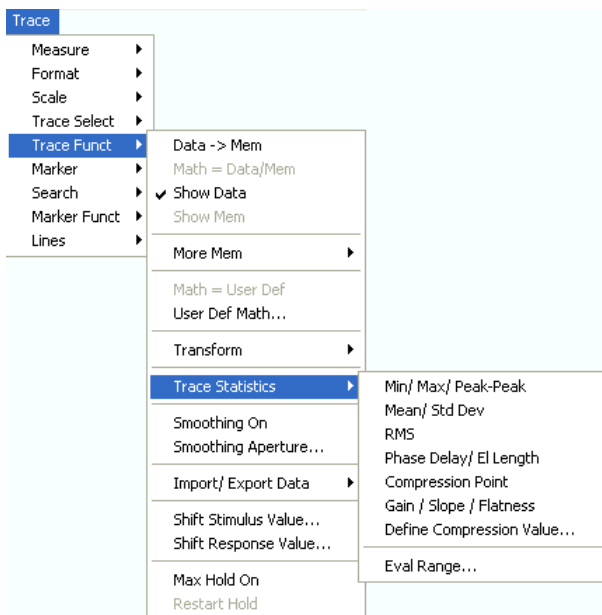 Trace
Measure
Format
Scale
Trace Select
Trace Funct
Marker
Search
Marker Funct
Lines
Data -> Mem
Math = Data/Mem
Show Data
Show Mem
More Mem
Math = User Def
User Def Math...
Transform
Trace Statistics
Smoothing On
Smoothing Aperture...
Import/ Export Data
Shift Stimulus Value...
Shift Response Value...
Max Hold On
Restart Hold
Min/ Max/ Peak-Peak
Mean/ Std Dev
RMS
Phase Delay/ El Length
Compression Point
Gain / Slope / Flatness
Define Compression Value...
Eval Range...